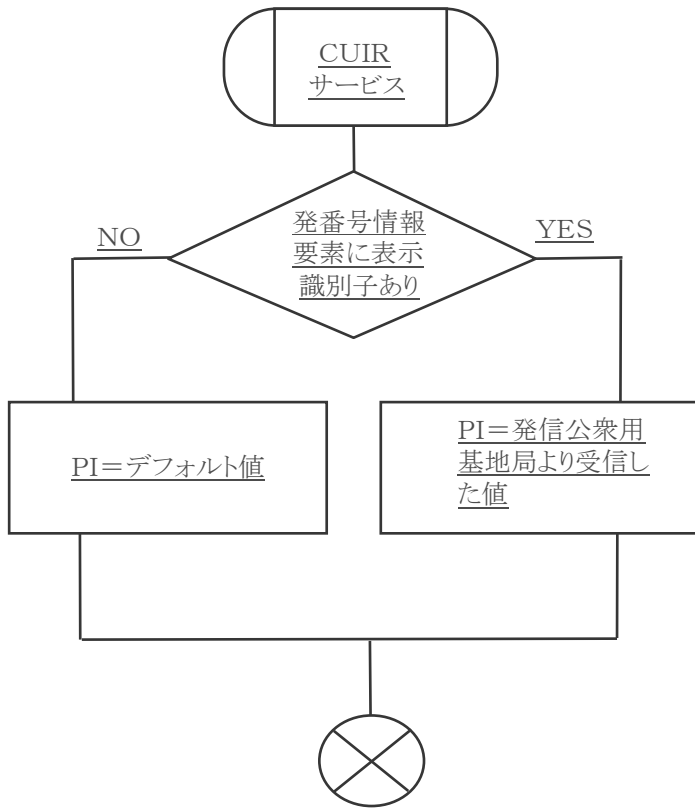 CUIR
サービス
発番号情報
要素に表示
識別子あり
NO
YES
PI＝デフォルト値
PI＝発信公衆用
基地局より受信し
た値